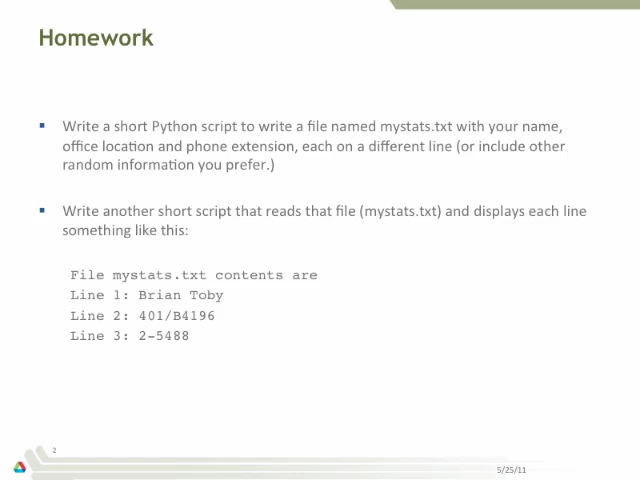 Homework
Write a short Python script to write a file named mystats.txt with your name,
office location and phone extension, each on a different line (or include other
random information you prefer.)
Write another short script that reads that file (mystats.txt) and displays each line
something like this:
File mystats.txt contents are
Line 1: Brian Toby
Line 2: 401/B4196
Line 3: 2-5488
2
5/25/11